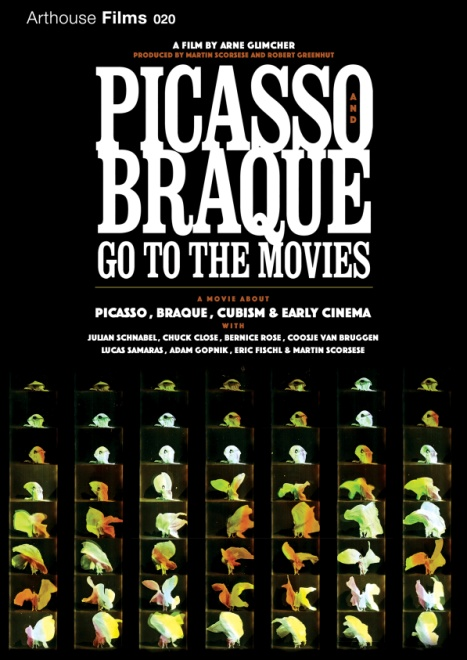 Arthouse Films 020
A FILM BY ARNE GLIMCHER
PRODUCED BY MARTIN SCORSESE AND ROBERT GREENHUT
PICASSO AND
BRAQUE
GO TO THE MOVIES
A MOVIE ABOUT
PICASSO, BRAQUE, CUBISM & EARLY CINEMA
WITH
JULIAN SCHNABEL, CHUCK CLOSE, BERNICE ROSE, COOSJE VAN BRUGGEN
LUCAS SAMARAS, ADAM GOPNIK, ERIC FISCHL & MARTIN SCORSESE